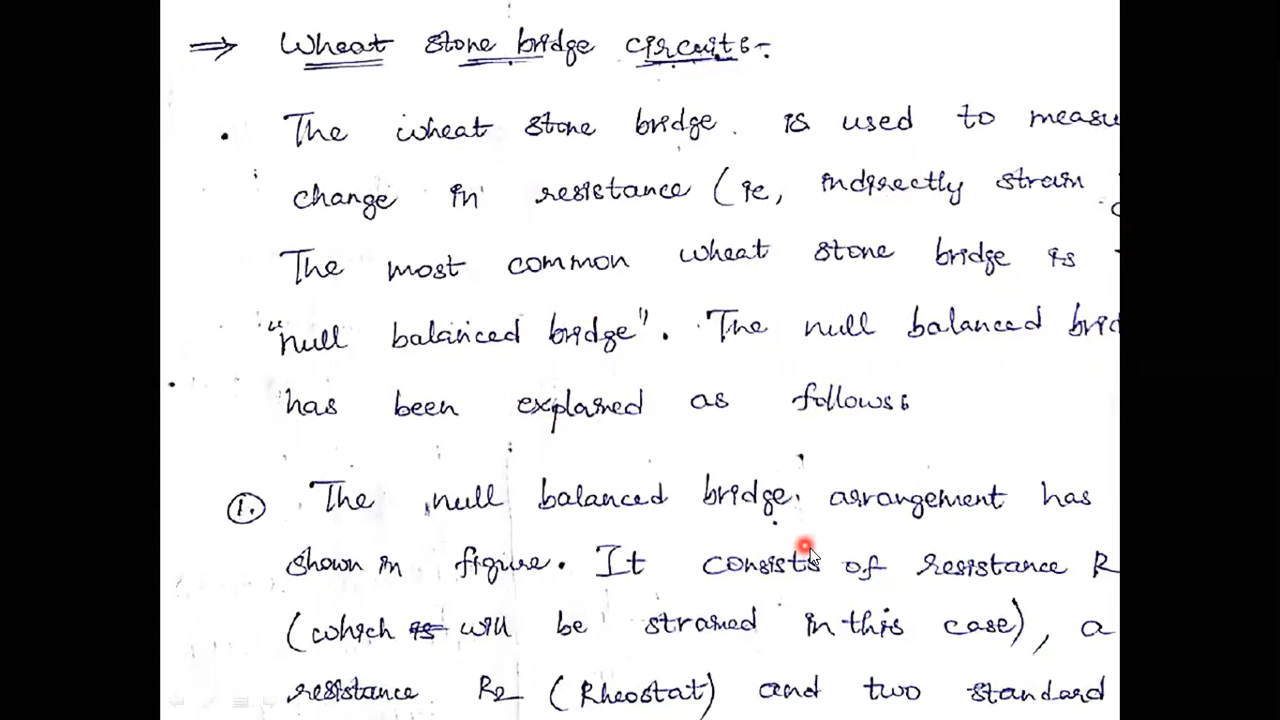 ⇒ Wheat stone bridge circuits:-
• The wheat stone bridge. is used to measu
change in resistance (ie, indirectly strain
The most common wheat stone bridge is
"null balanced bridge". The null balanced brid
has been explained as follows:
1. The null balanced bridge. arrangement has
shown in figure. It consists of resistance R
(which is will be strained in this case), a
resistance R2 (Rheostat) and two standard